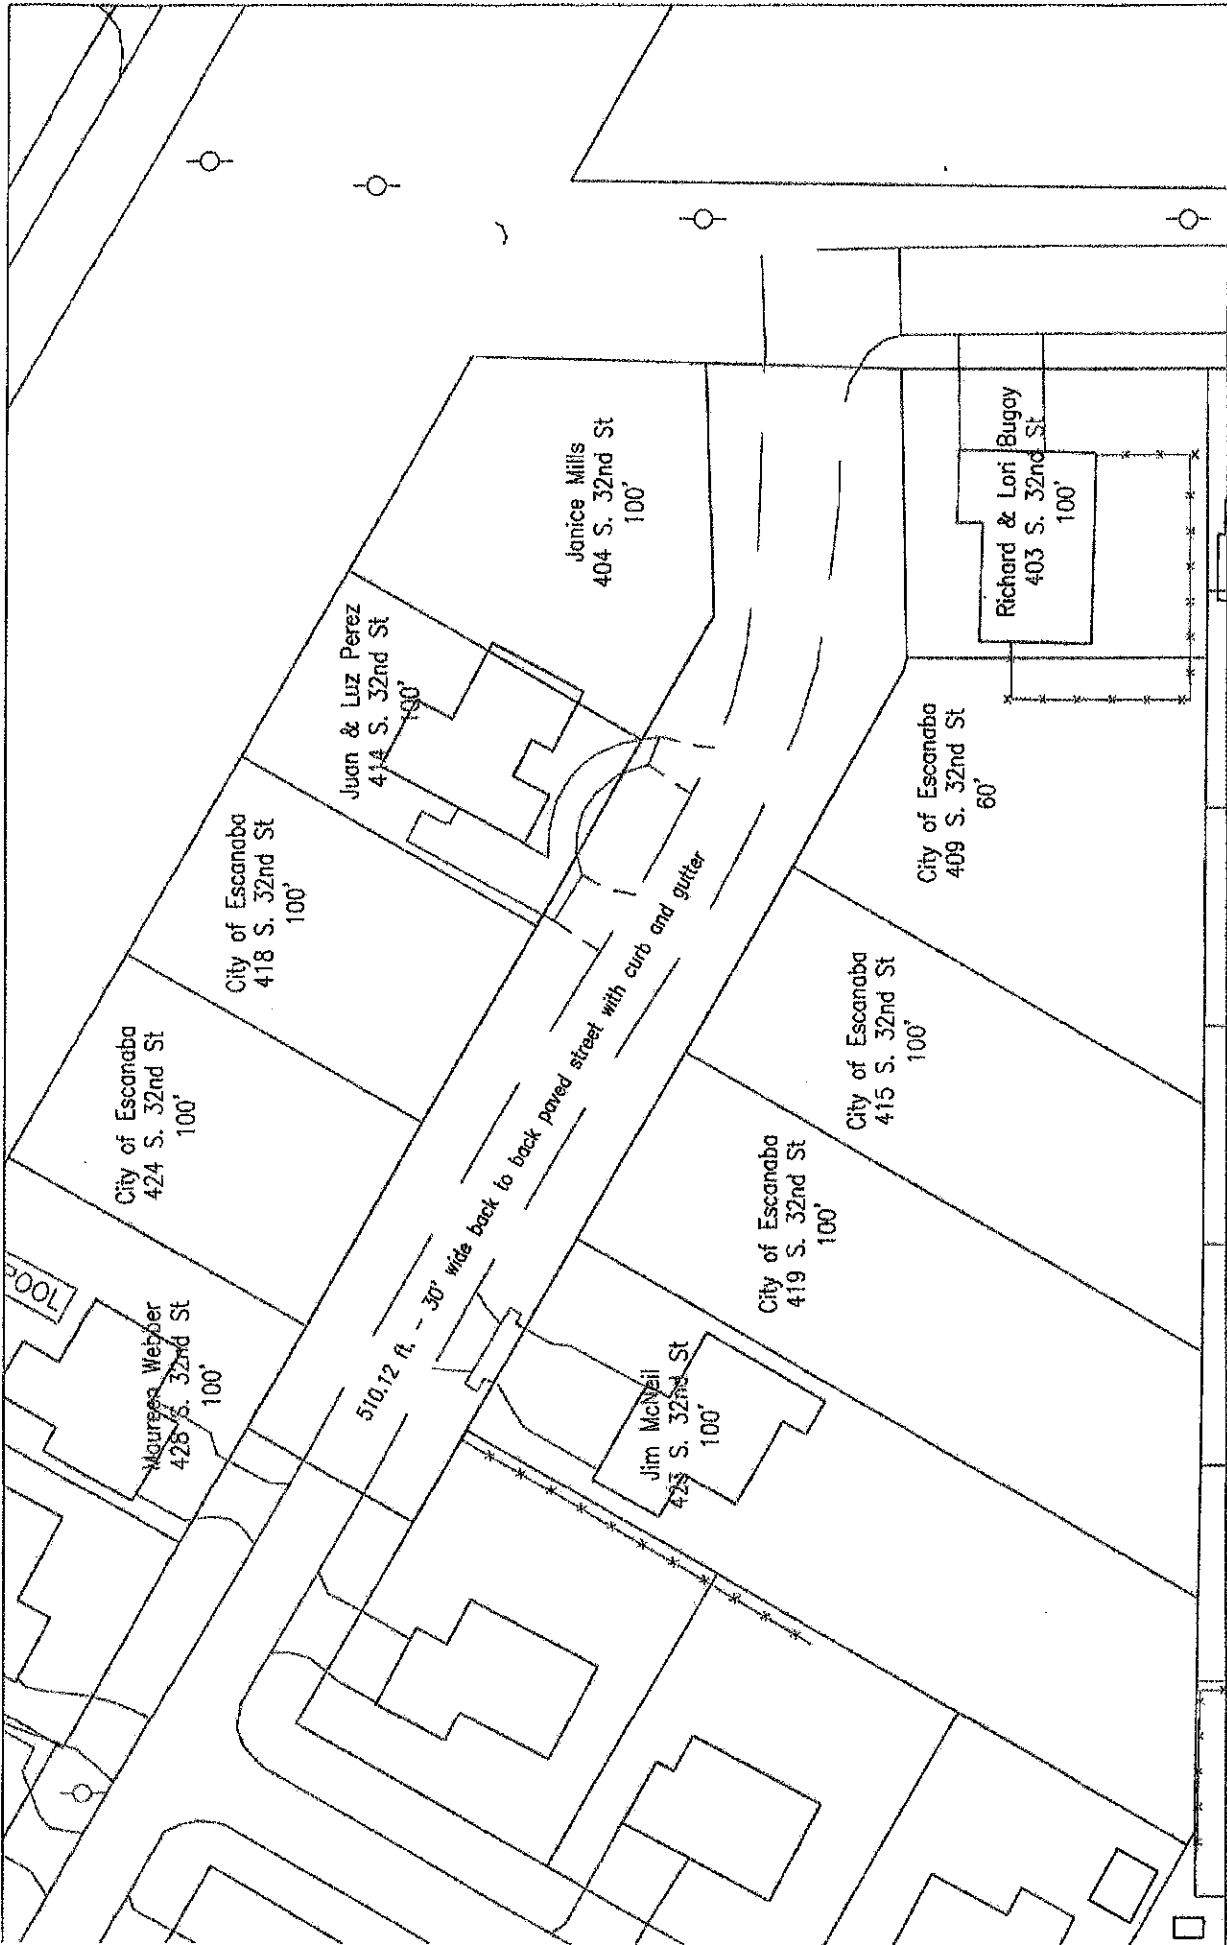 Maureen Webber
428 S. 32nd St
100'
POOL
City of Escanaba
424 S. 32nd St
100'
City of Escanaba
418 S. 32nd St
100'
Juan & Luz Perez
414 S. 32nd St
100'
Janice Mills
404 S. 32nd St
100'
510.12 ft. - 30' wide back to back paved street with curb and gutter
Jim McNeil
423 S. 32nd St
100'
City of Escanaba
419 S. 32nd St
100'
City of Escanaba
415 S. 32nd St
100'
City of Escanaba
409 S. 32nd St
60'
Richard & Lori Bugay
403 S. 32nd St
100'